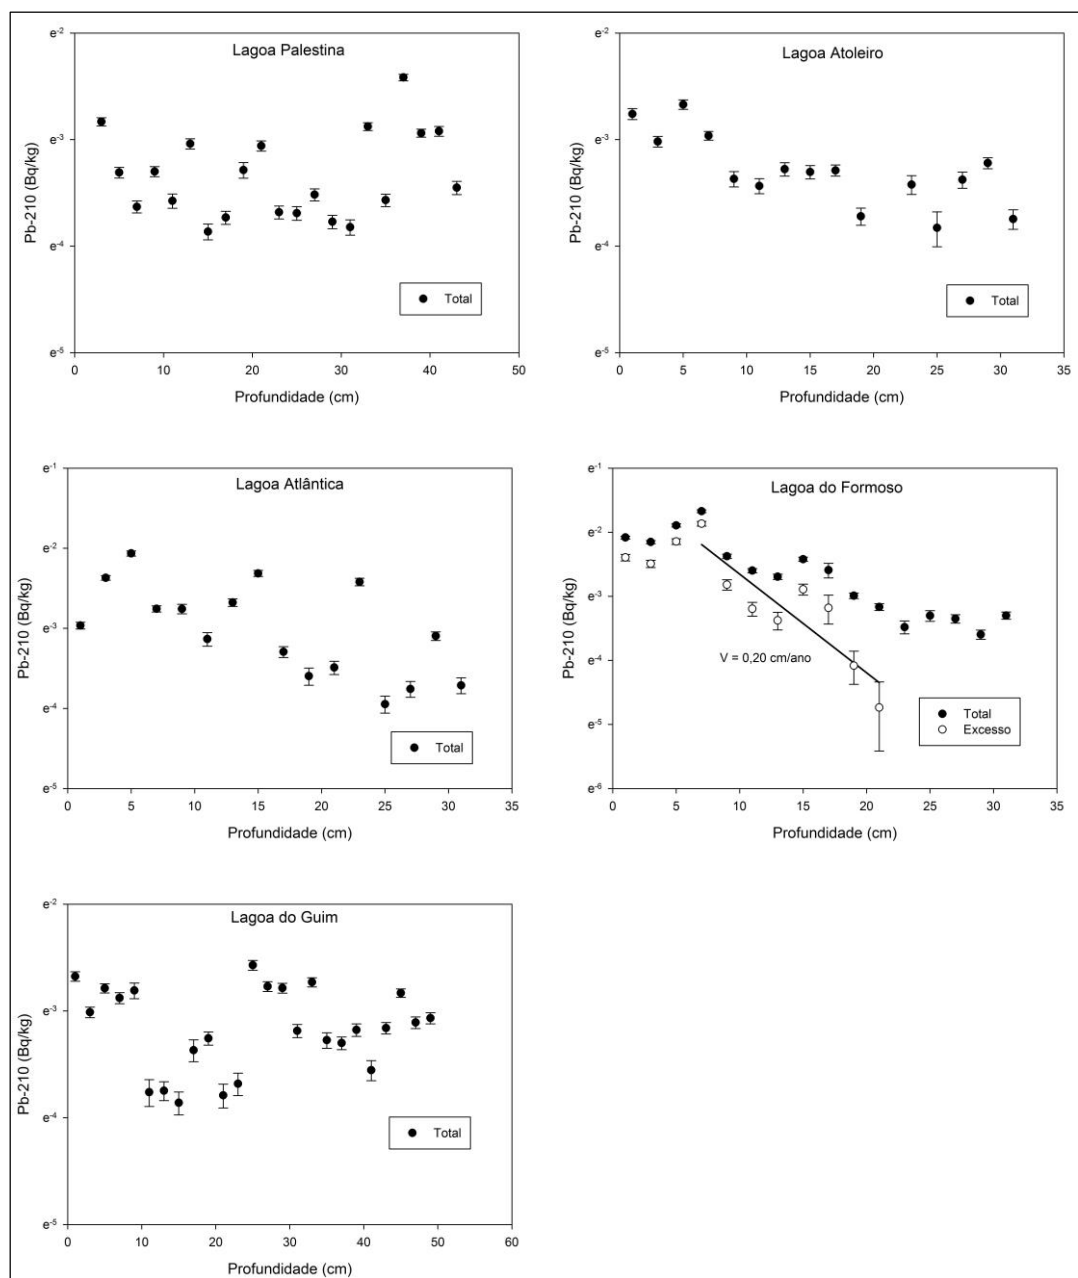 Lagoa Palestina
Pb-210 (Bq/kg)
e-2
e-3
e-4
e-5
Total
0 10 20 30 40 50
Profundidade (cm)
Lagoa Atoleiro
Pb-210 (Bq/kg)
e-2
e-3
e-4
e-5
Total
0 5 10 15 20 25 30 35
Profundidade (cm)
Lagoa Atlântica
Pb-210 (Bq/kg)
e-1
e-2
e-3
e-4
e-5
Total
0 5 10 15 20 25 30 35
Profundidade (cm)
Lagoa do Formoso
Pb-210 (Bq/kg)
e-1
e-2
e-3
e-4
e-5
e-6
V = 0,20 cm/ano
Total
Excesso
0 5 10 15 20 25 30 35
Profundidade (cm)
Lagoa do Guim
Pb-210 (Bq/kg)
e-2
e-3
e-4
e-5
Total
0 10 20 30 40 50 60
Profundidade (cm)